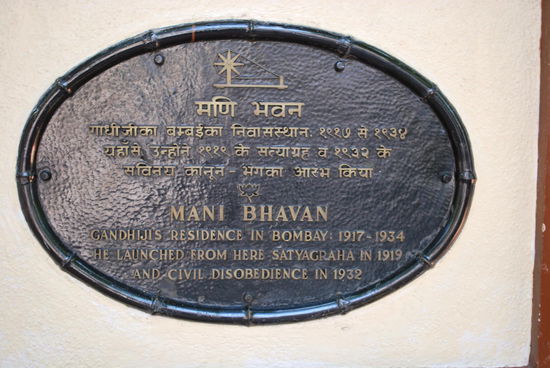 मणि भवन
गांधीजीका बम्बईका निवासस्थान: १९१७ से १९३४
यहाँसे उन्होंने १९१९ के सत्याग्रह व १९३२ के
सविनय कानून - भंगका आरंभ किया
MANI BHAVAN
GANDHIJI'S RESIDENCE IN BOMBAY: 1917-1934
HE LAUNCHED FROM HERE SATYAGRAHA IN 1919
AND CIVIL DISOBEDIENCE IN 1932